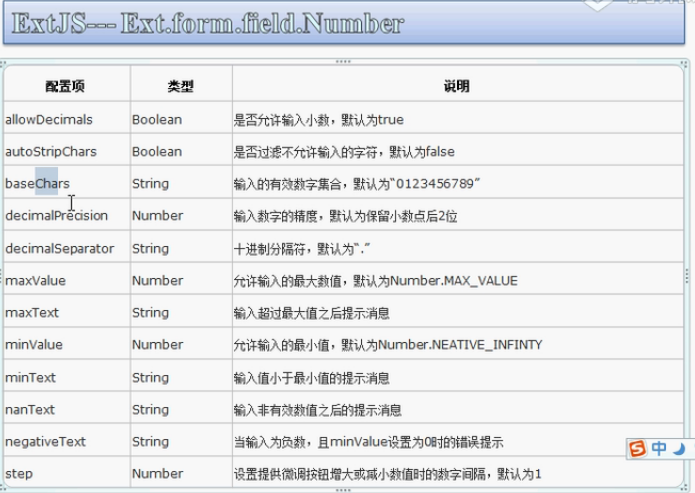 ExtJS--- Ext.form.field.Number
配置项 类型 说明
allowDecimals Boolean 是否允许输入小数，默认为true
autoStripChars Boolean 是否过滤不允许输入的字符，默认为false
baseChars String 输入的有效数字集合，默认为“0123456789”
decimalPrecision Number 输入数字的精度，默认为保留小数点后2位
decimalSeparator String 十进制分隔符，默认为“.”
maxValue Number 允许输入的最大数值，默认为Number.MAX_VALUE
maxText String 输入超过最大值之后提示消息
minValue Number 允许输入的最小值，默认为Number.NEATIVE_INFINTY
minText String 输入值小于最小值的提示消息
nanText String 输入非有效数值之后的提示消息
negativeText String 当输入为负数，且minValue设置为0时的错误提示
step Number 设置提供微调按钮增大或减小数值时的数字间隔，默认为1
S 中